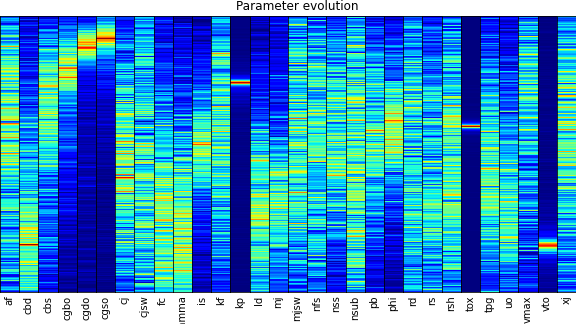 Parameter evolution
af cbd cbs cgbo cgdo cgso cj cjsw fc mma is kf kp ld mj mjsw nfs nss nsub pb phi rd rs rsh tox tpg uo vmax vto xj